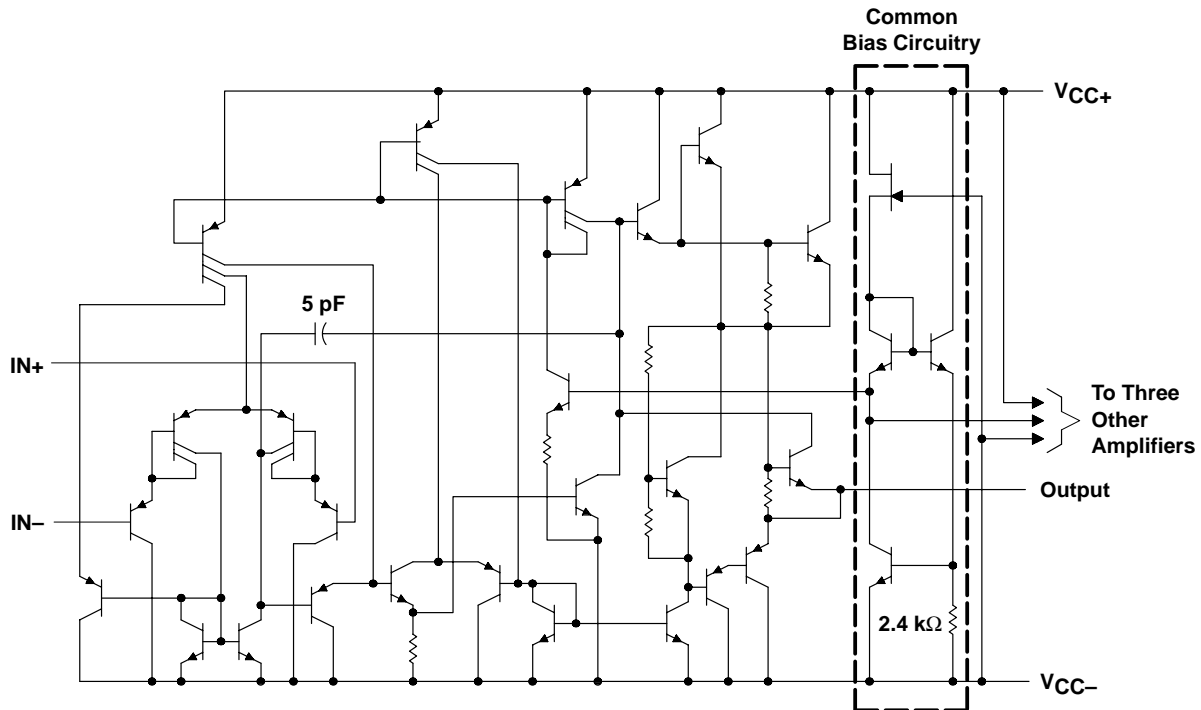 Common
Bias Circuitry
VCC+
5 pF
IN+
To Three
Other
Amplifiers
Output
IN–
2.4 kΩ
VCC–